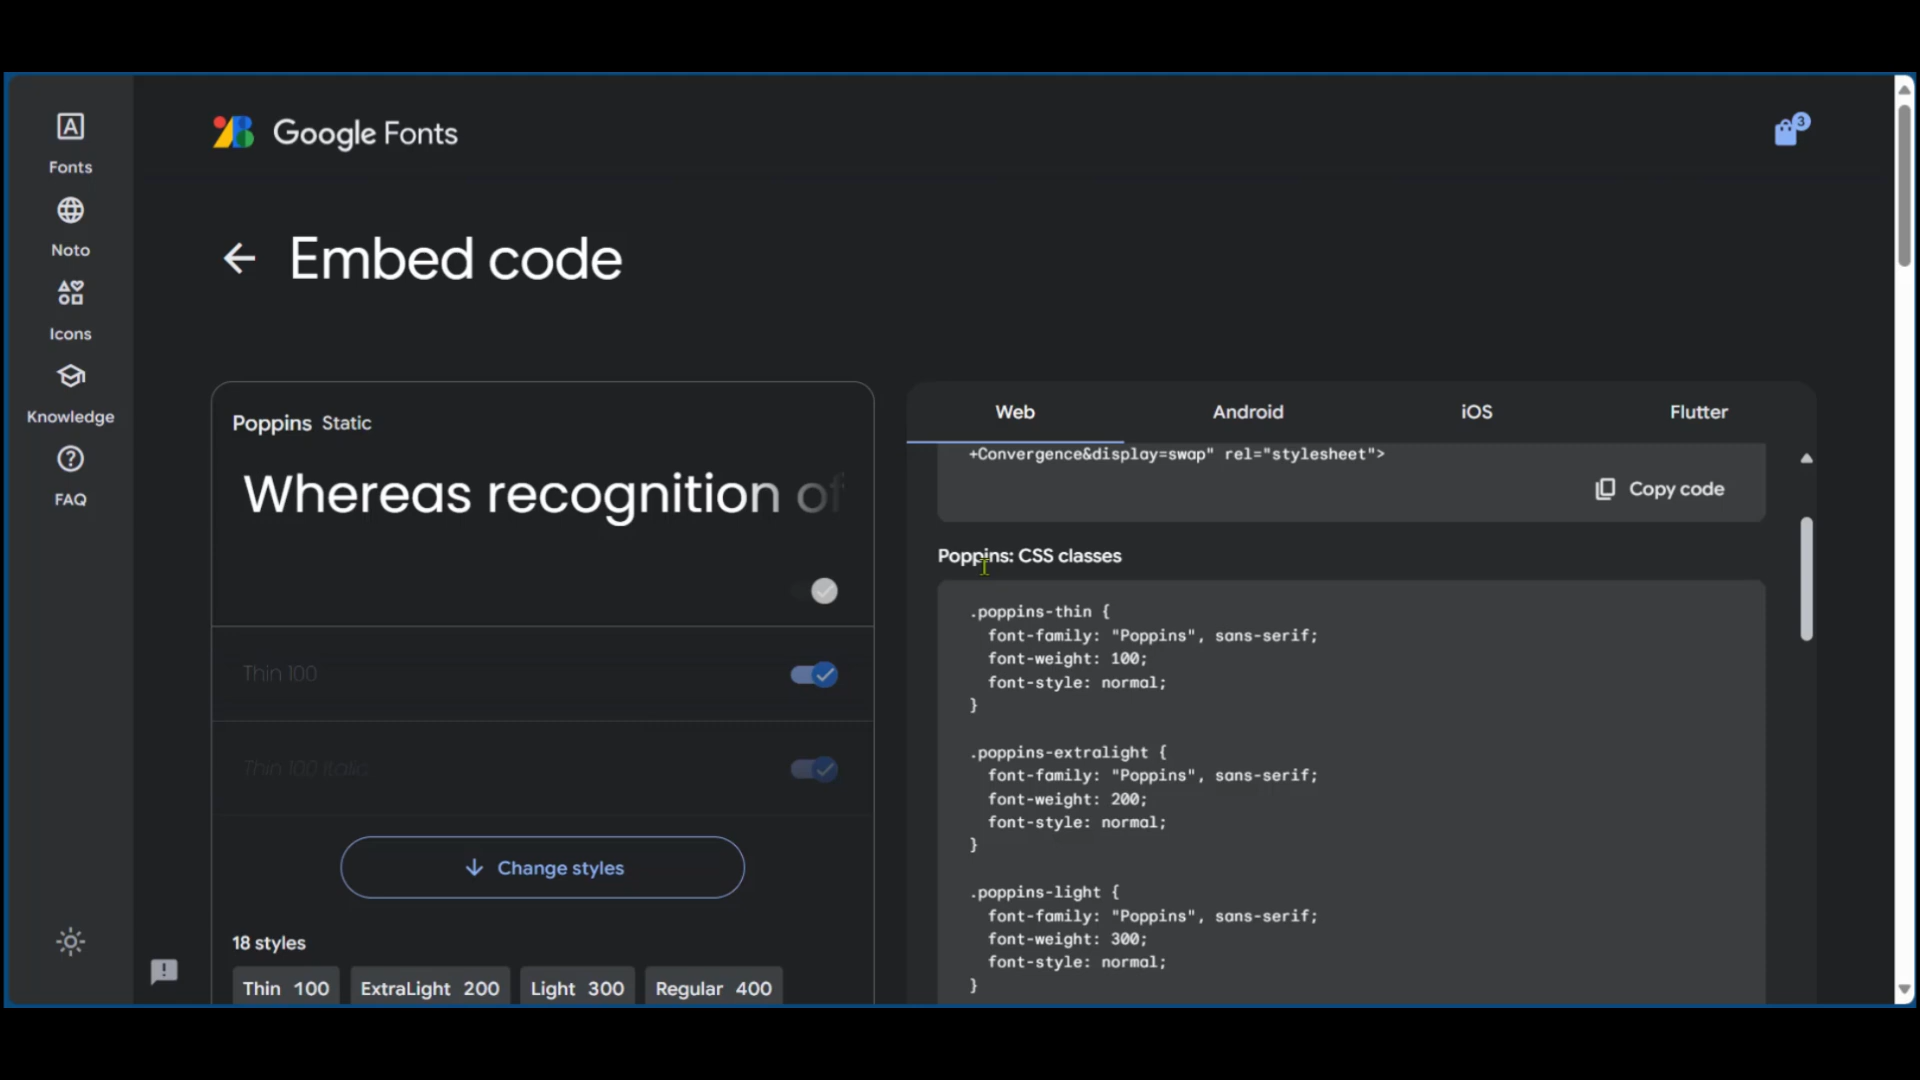 Fonts
Noto
Icons
Knowledge
FAQ
Google Fonts
3
Embed code
Poppins Static
Whereas recognition of
Thin 100
Thin 100 Italic
Change styles
18 styles
Thin 100
ExtraLight 200
Light 300
Regular 400
Web
Android
iOS
Flutter
+Convergence&display=swap" rel="stylesheet">
Copy code
Poppins: CSS classes
.poppins-thin {
font-family: "Poppins", sans-serif;
font-weight: 100;
font-style: normal;
}
.poppins-extralight {
font-family: "Poppins", sans-serif;
font-weight: 200;
font-style: normal;
}
.poppins-light {
font-family: "Poppins", sans-serif;
font-weight: 300;
font-style: normal;
}